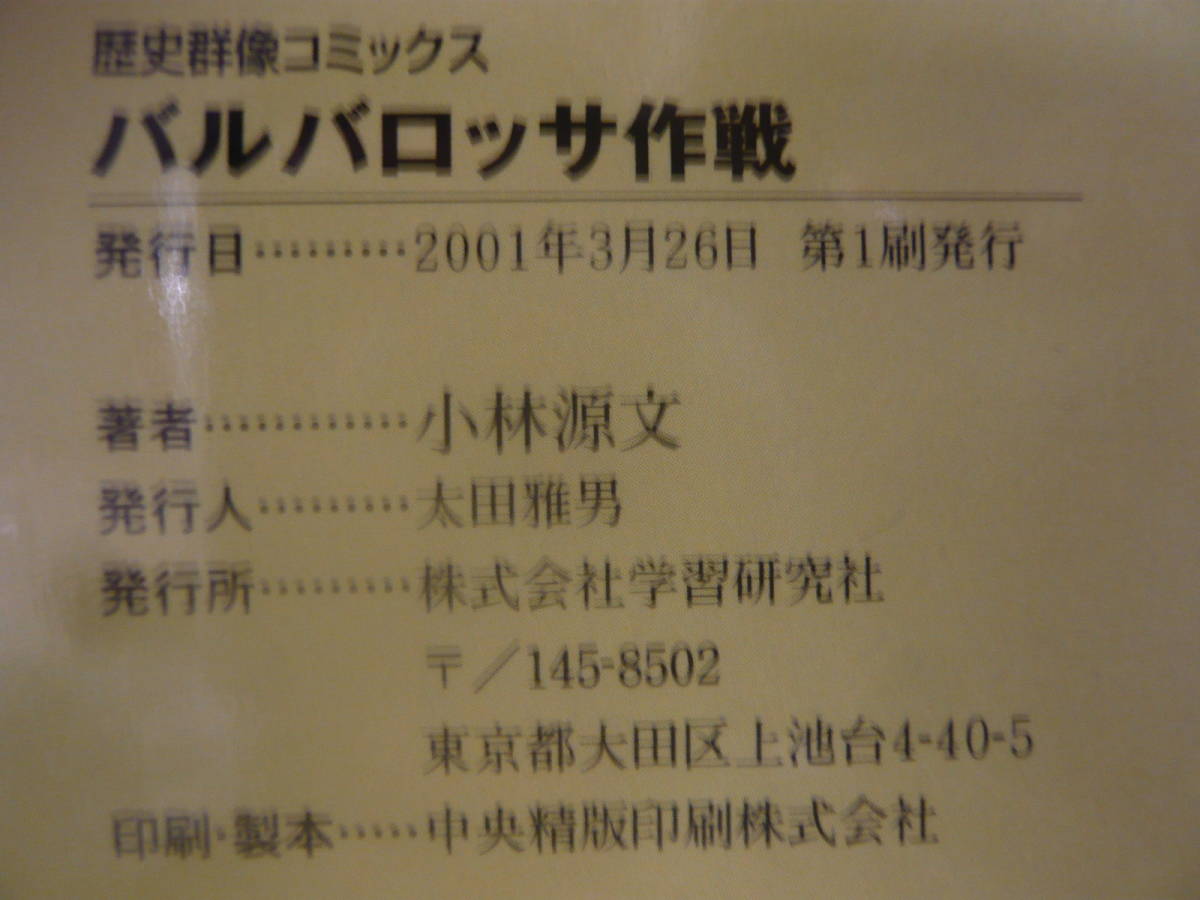 歴史群像コミックス
バルバロッサ作戦
発行日………2001年3月26日 第1刷発行
著者…………小林源文
発行人………太田雅男
発行所………株式会社学習研究社
〒／145-8502
東京都大田区上池台4-40-5
印刷・製本……中央精版印刷株式会社